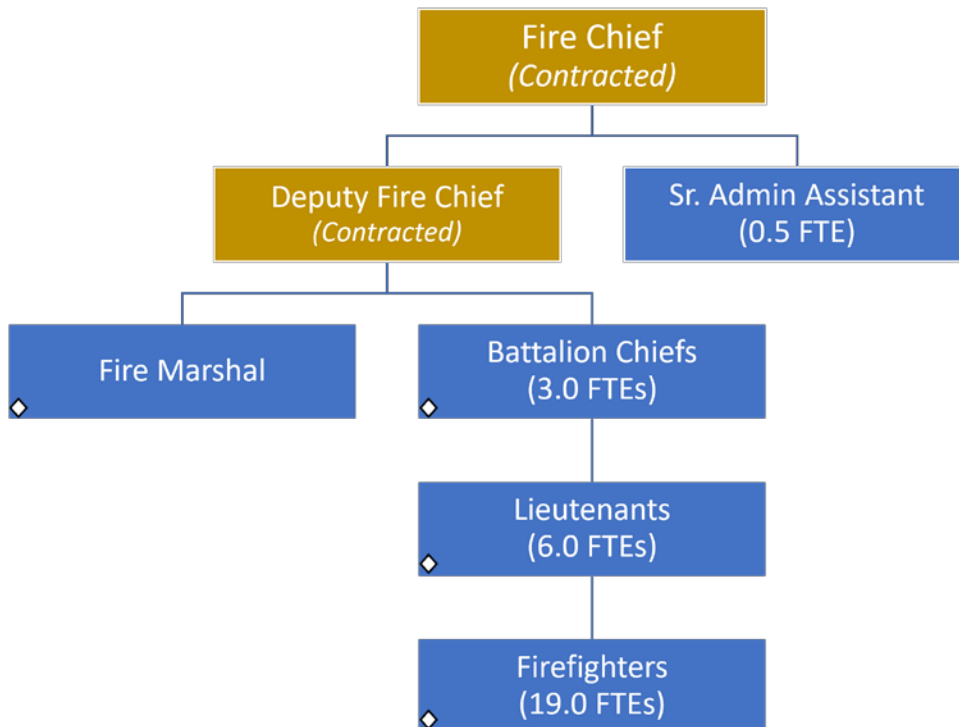 Fire Chief
(Contracted)
Deputy Fire Chief
(Contracted)
Sr. Admin Assistant
(0.5 FTE)
Fire Marshal
Battalion Chiefs
(3.0 FTEs)
Lieutenants
(6.0 FTEs)
Firefighters
(19.0 FTEs)